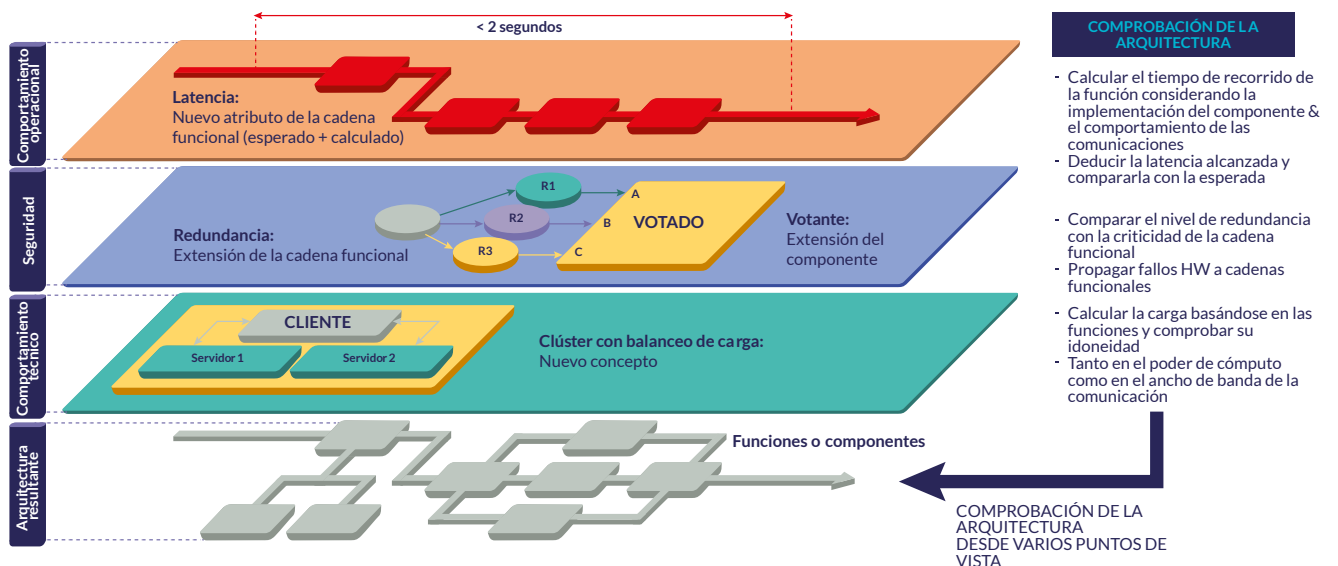 < 2 segundos
Comportamiento
operacional
Latencia:
Nuevo atributo de la cadena
funcional (esperado + calculado)
Seguridad
Redundancia:
Extensión de la cadena funcional
R1
R2
R3
A
B
C
VOTADO
Votante:
Extensión del
componente
Comportamiento
técnico
CLIENTE
Servidor 1
Servidor 2
Clúster con balanceo de carga:
Nuevo concepto
Arquitectura
resultante
Funciones o componentes
COMPROBACIÓN DE LA
ARQUITECTURA
- Calcular el tiempo de recorrido de
la función considerando la
implementación del componente &
el comportamiento de las
comunicaciones
- Deducir la latencia alcanzada y
compararla con la esperada
- Comparar el nivel de redundancia
con la criticidad de la cadena
funcional
- Propagar fallos HW a cadenas
funcionales
- Calcular la carga basándose en las
funciones y comprobar su
idoneidad
- Tanto en el poder de cómputo
como en el ancho de banda de la
comunicación
COMPROBACIÓN DE LA
ARQUITECTURA
DESDE VARIOS PUNTOS DE
VISTA